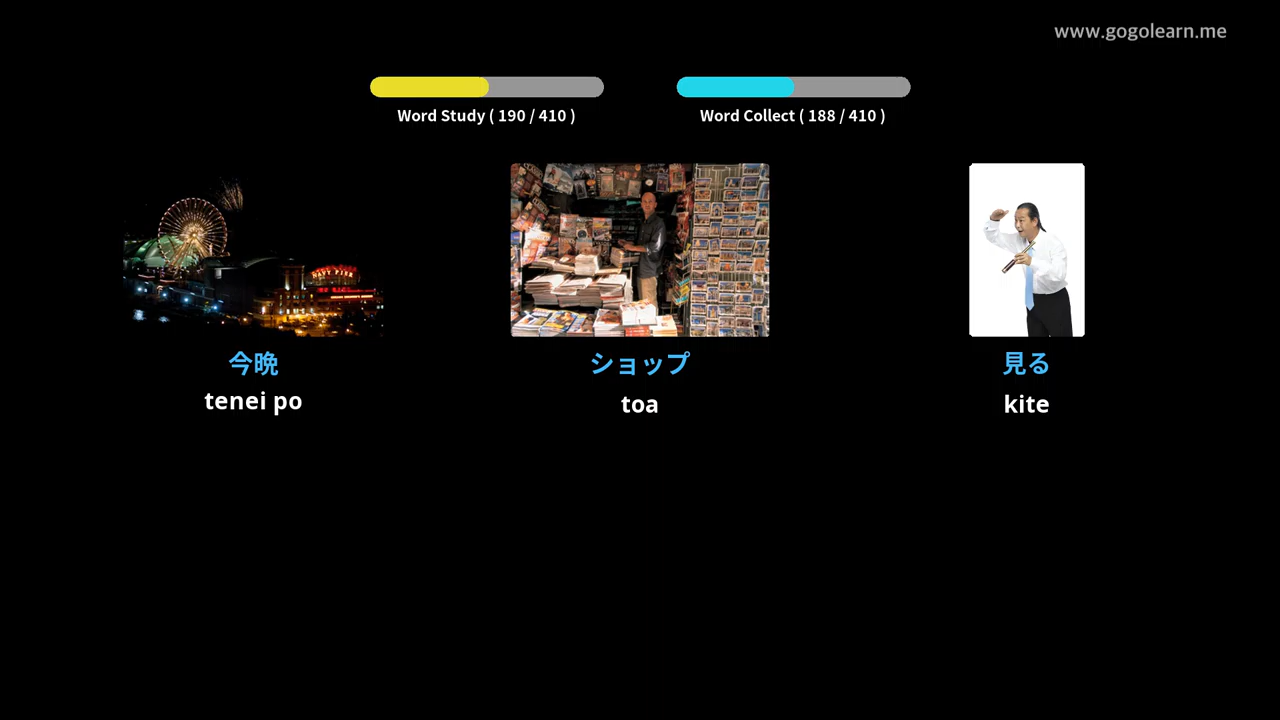 www.gogolearn.me
Word Study ( 190 / 410 )
Word Collect ( 188 / 410 )
今晩
ショップ
見る
tenei po
toa
kite